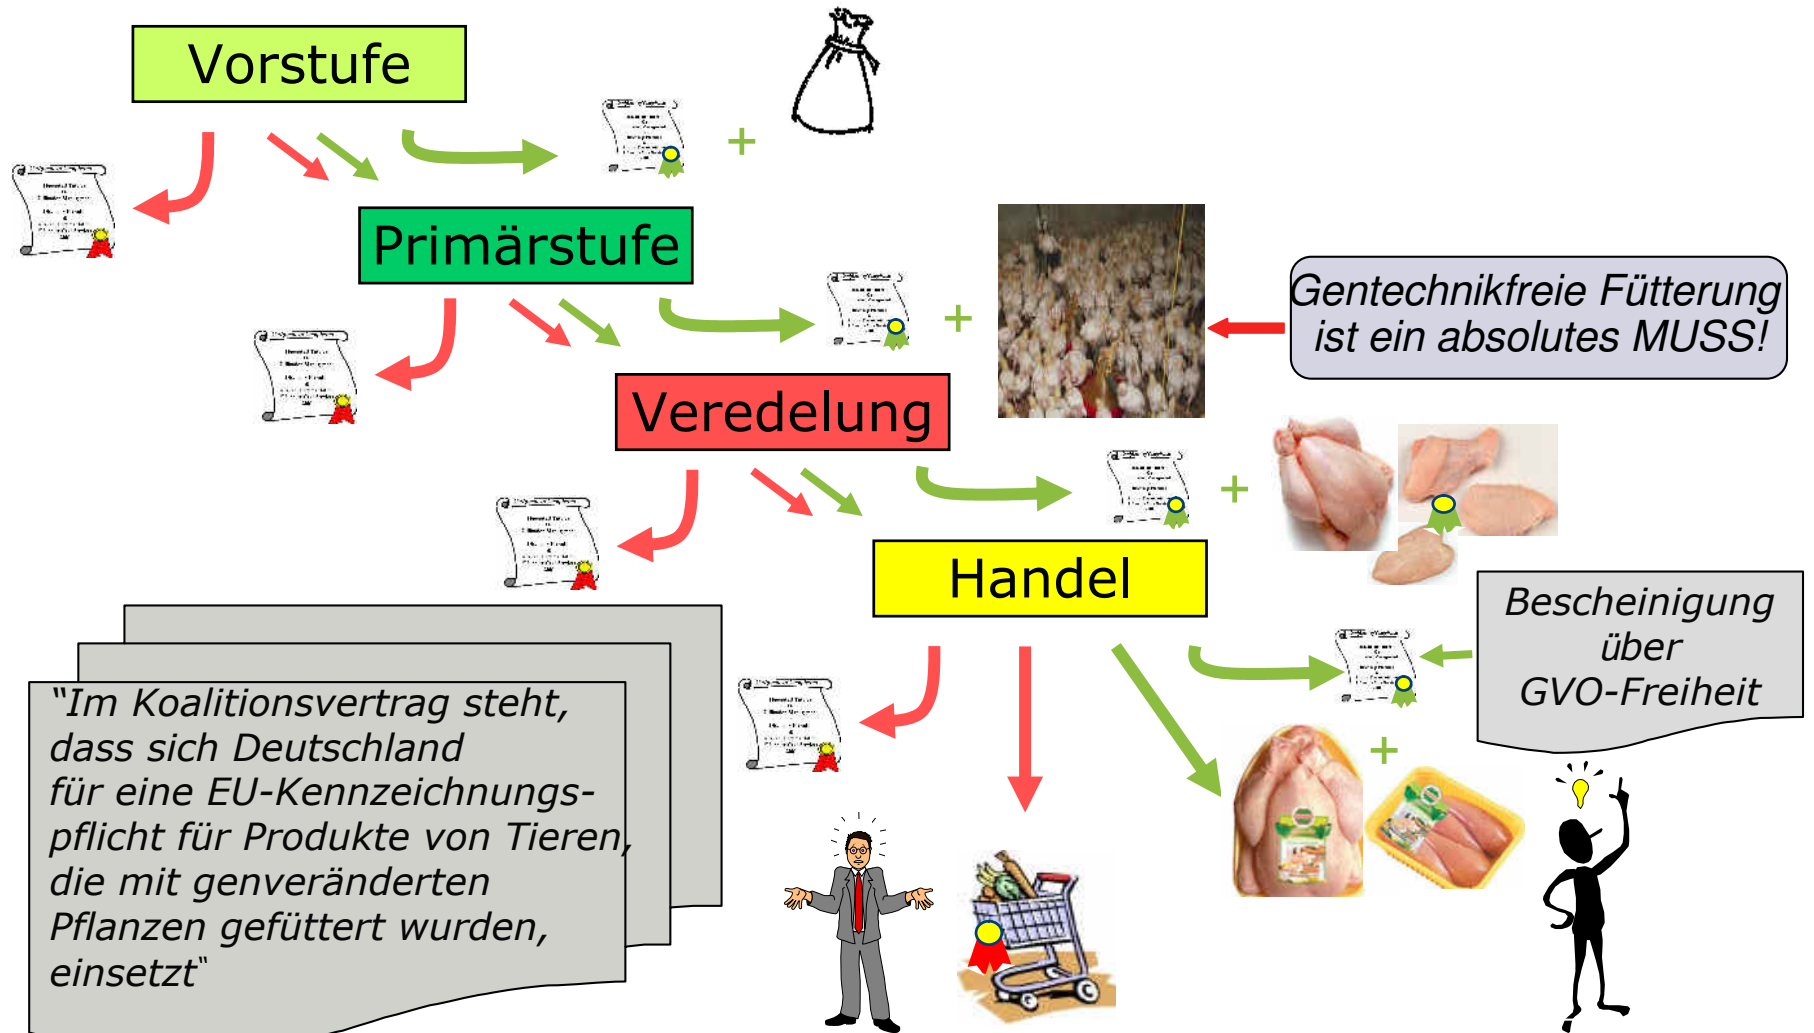 Vorstufe
Primärstufe
Gentechnikfreie Fütterung
ist ein absolutes MUSS!
Veredelung
Handel
Bescheinigung
über
GVO-Freiheit
"Im Koalitionsvertrag steht,
dass sich Deutschland
für eine EU-Kennzeichnungs-
pflicht für Produkte von Tieren,
die mit genveränderten
Pflanzen gefüttert wurden,
einsetzt"
+
+
+
+